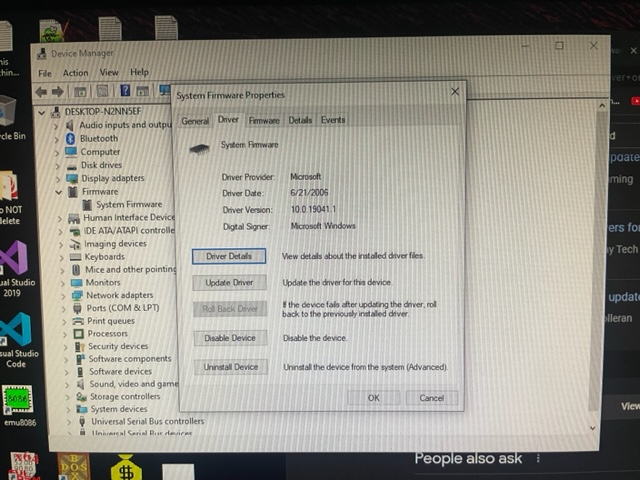 Device Manager
File Action View Help
DESKTOP-N2NN5EF
Audio inputs and outpu
Bluetooth
Computer
Disk drives
Display adapters
Firmware
System Firmware
Human Interface Device
IDE ATA/ATAPI controlle
Imaging devices
Keyboards
Mice and other pointing
Monitors
Network adapters
Ports (COM & LPT)
Print queues
Processors
Security devices
Software components
Software devices
Sound, video and game
Storage controllers
System devices
Universal Serial Bus controllers
Universal Serial Bus devices
System Firmware Properties
General Driver Firmware Details Events
System Firmware
Driver Provider: Microsoft
Driver Date: 6/21/2006
Driver Version: 10.0.19041.1
Digital Signer: Microsoft Windows
Driver Details View details about the installed driver files.
Update Driver Update the driver for this device.
Roll Back Driver If the device fails after updating the driver, roll
back to the previously installed driver.
Disable Device Disable the device.
Uninstall Device Uninstall the device from the system (Advanced).
OK Cancel
his
chin...
cle Bin
o NOT
elete
ual Studio
2019
sual Studio
Code
8086
emu8086
ming
ers for
y Tech
updat
lleran
View
People also ask